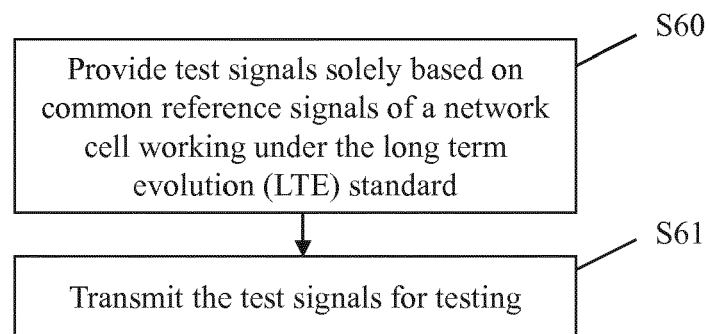 S60
Provide test signals solely based on
common reference signals of a network
cell working under the long term
evolution (LTE) standard
S61
Transmit the test signals for testing